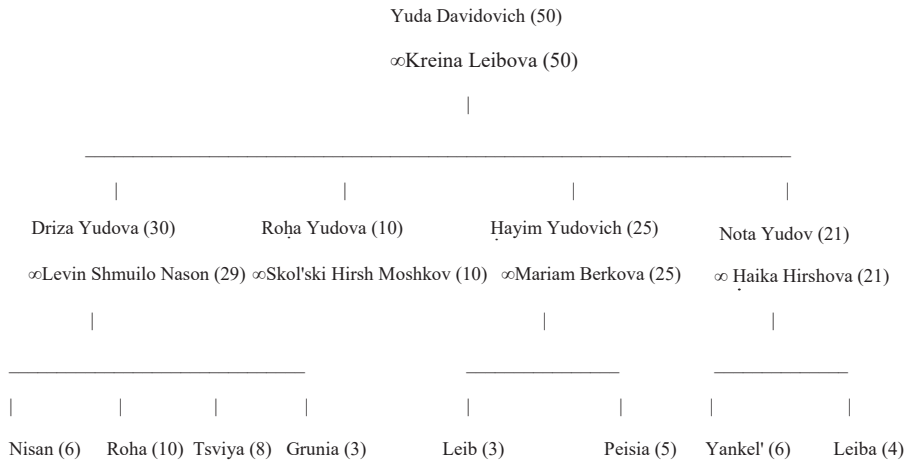 Yuda Davidovich (50)
∞Kreina Leibova (50)
Driza Yudova (30) Roḥa Yudova (10) Ḥayim Yudovich (25) Nota Yudov (21)
∞Levin Shmuilo Nason (29) ∞Skol'ski Hirsh Moshkov (10) ∞Mariam Berkova (25) ∞ Ḥaika Hirshova (21)
Nisan (6) Roha (10) Tsviya (8) Grunia (3) Leib (3) Peisia (5) Yankel' (6) Leiba (4)